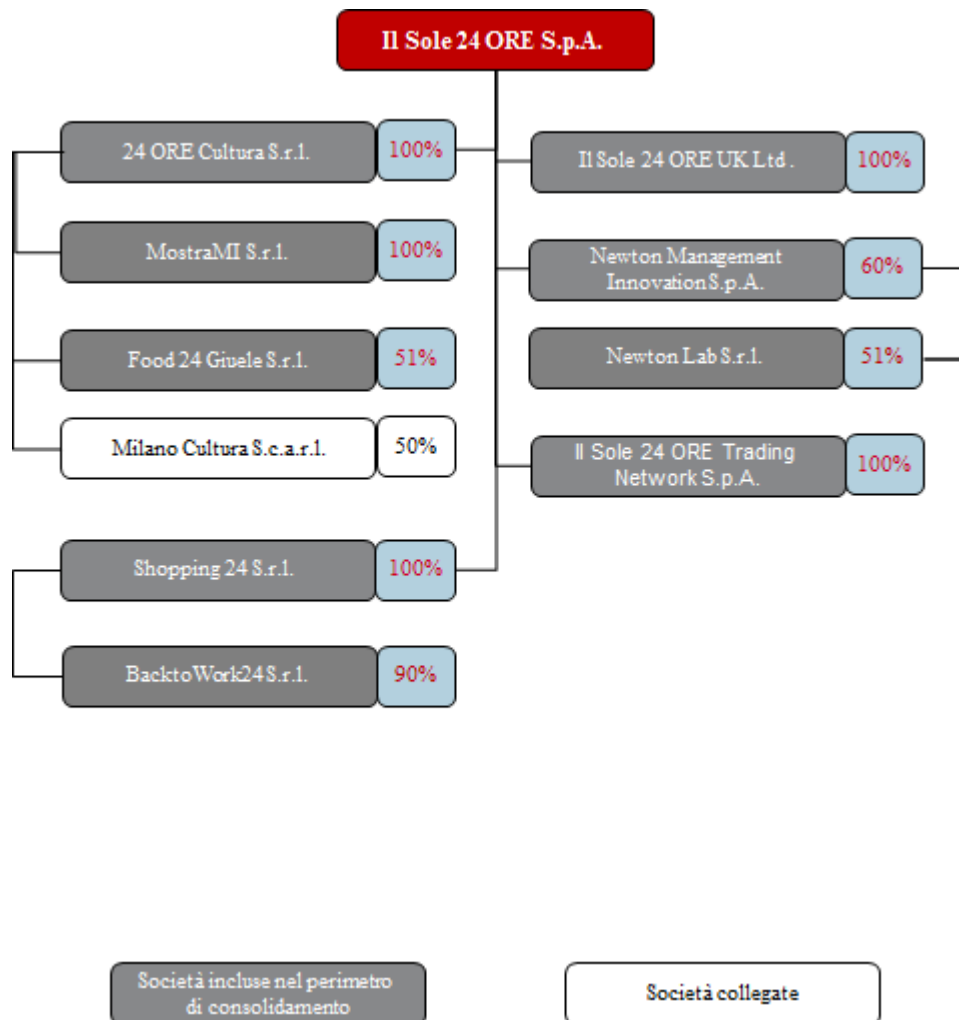 Il Sole 24 ORE S.p.A.
24 ORE Cultura S.r.l.
100%
MostraMI S.r.l.
100%
Food 24 Giuele S.r.l.
51%
Milano Cultura S.c.a.r.l.
50%
Shopping 24 S.r.l.
100%
BacktoWork24 S.r.l.
90%
Il Sole 24 ORE UK Ltd.
100%
Newton Management
Innovation S.p.A.
60%
Newton Lab S.r.l.
51%
Il Sole 24 ORE Trading
Network S.p.A.
100%
Società incluse nel perimetro
di consolidamento
Società collegate